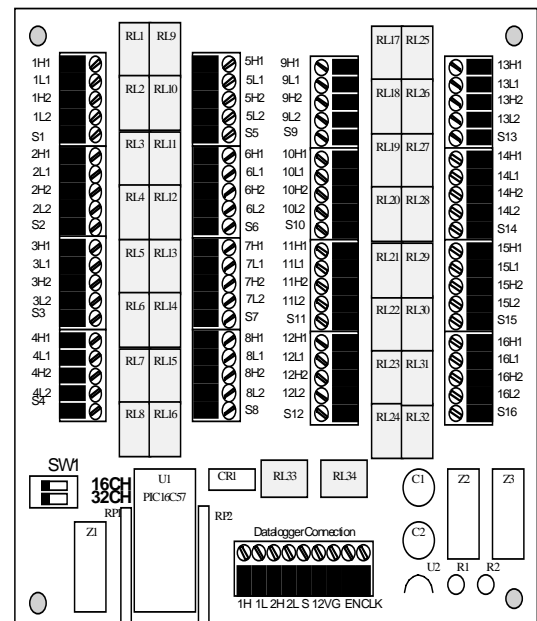 RL1 RL9 RL17 RL25
1H1 5H1 9H1 13H1
1L1 5L1 9L1 13L1
1H2 RL2 RL10 5H2 9H2 RL18 RL26 13H2
1L2 5L2 9L2 13L2
S1 S5 S9 S13
RL3 RL11 RL19 RL27
2H1 6H1 10H1 14H1
2L1 6L1 10L1 14L1
2H2 RL4 RL12 6H2 10H2 RL20 RL28 14H2
2L2 6L2 10L2 14L2
S2 S6 S10 S14
3H1 RL5 RL13 7H1 11H1 RL21 RL29 15H1
3L1 7L1 11L1 15L1
3H2 7H2 11H2 15H2
3L2 RL6 RL14 7L2 11L2 RL22 RL30 15L2
S3 S7 S11 S15
4H1 8H1 12H1 16H1
4L1 RL7 RL15 8L1 12L1 RL23 RL31 16L1
4H2 8H2 12H2 16H2
4L2 8L2 12L2 16L2
S4 RL8 RL16 S8 S12 RL24 RL32 S16
SW1 U1 CR1 RL33 RL34 C1 Z2 Z3
16CH
32CH PIC16C57
RP1 RP2
Z1 Datalogger Connection C2
U2 R1 R2
1H 1L 2H 2L S 12V G EN CLK